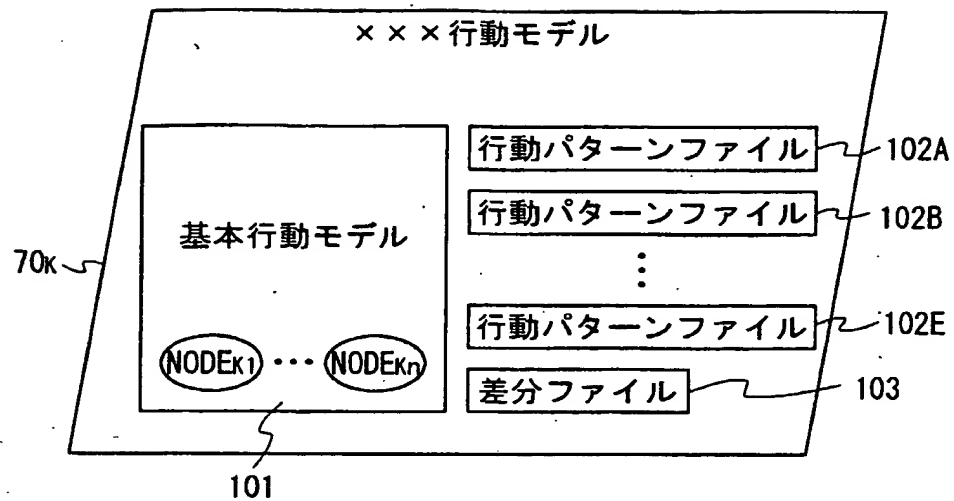 ×××行動モデル
行動パターンファイル
102A
行動パターンファイル
102B
基本行動モデル
70K
⋮
行動パターンファイル
102E
NODEK1 ··· NODEKn
差分ファイル
103
101